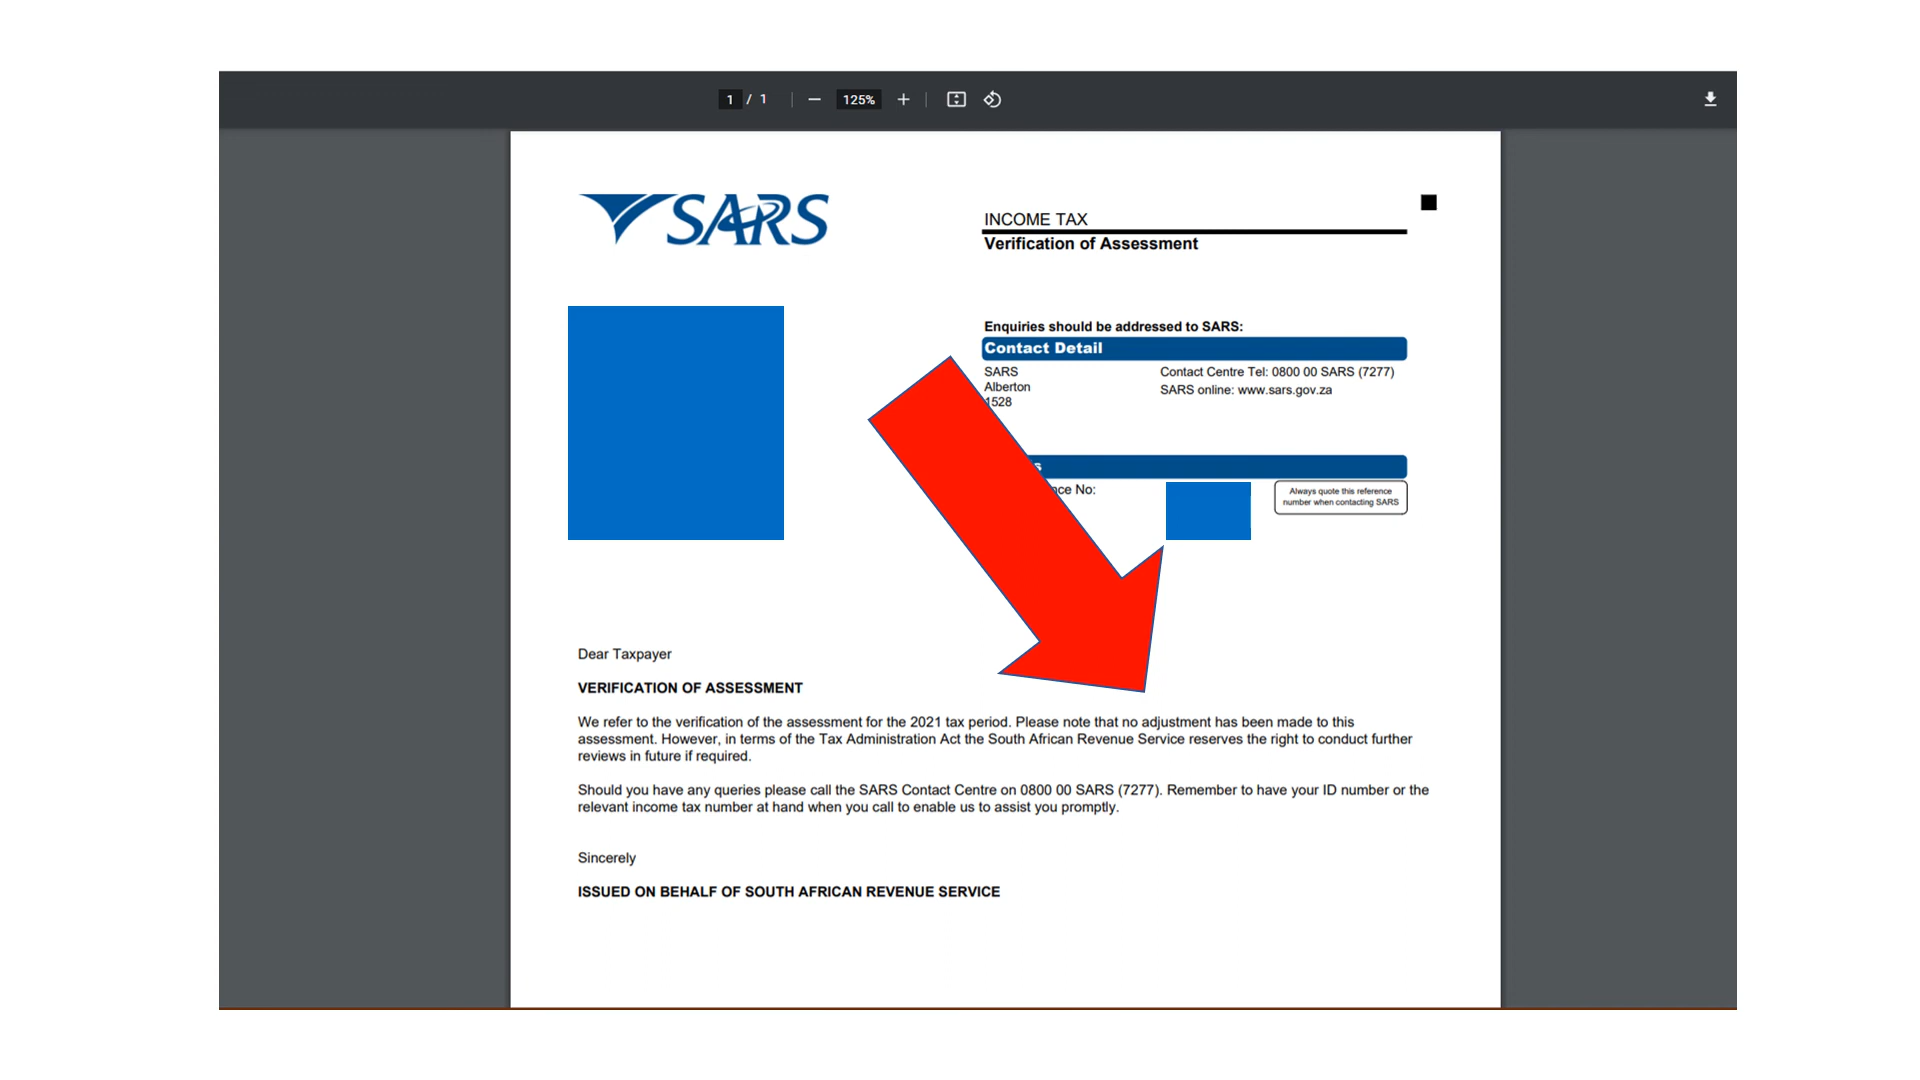 1 / 1
125%
SARS
INCOME TAX
Verification of Assessment
Enquiries should be addressed to SARS:
Contact Detail
SARS
Alberton
1528
Contact Centre Tel: 0800 00 SARS (7277)
SARS online: www.sars.gov.za
No:
Always quote this reference
number when contacting SARS
Dear Taxpayer
VERIFICATION OF ASSESSMENT
We refer to the verification of the assessment for the 2021 tax period. Please note that no adjustment has been made to this
assessment. However, in terms of the Tax Administration Act the South African Revenue Service reserves the right to conduct further
reviews in future if required.
Should you have any queries please call the SARS Contact Centre on 0800 00 SARS (7277). Remember to have your ID number or the
relevant income tax number at hand when you call to enable us to assist you promptly.
Sincerely
ISSUED ON BEHALF OF SOUTH AFRICAN REVENUE SERVICE